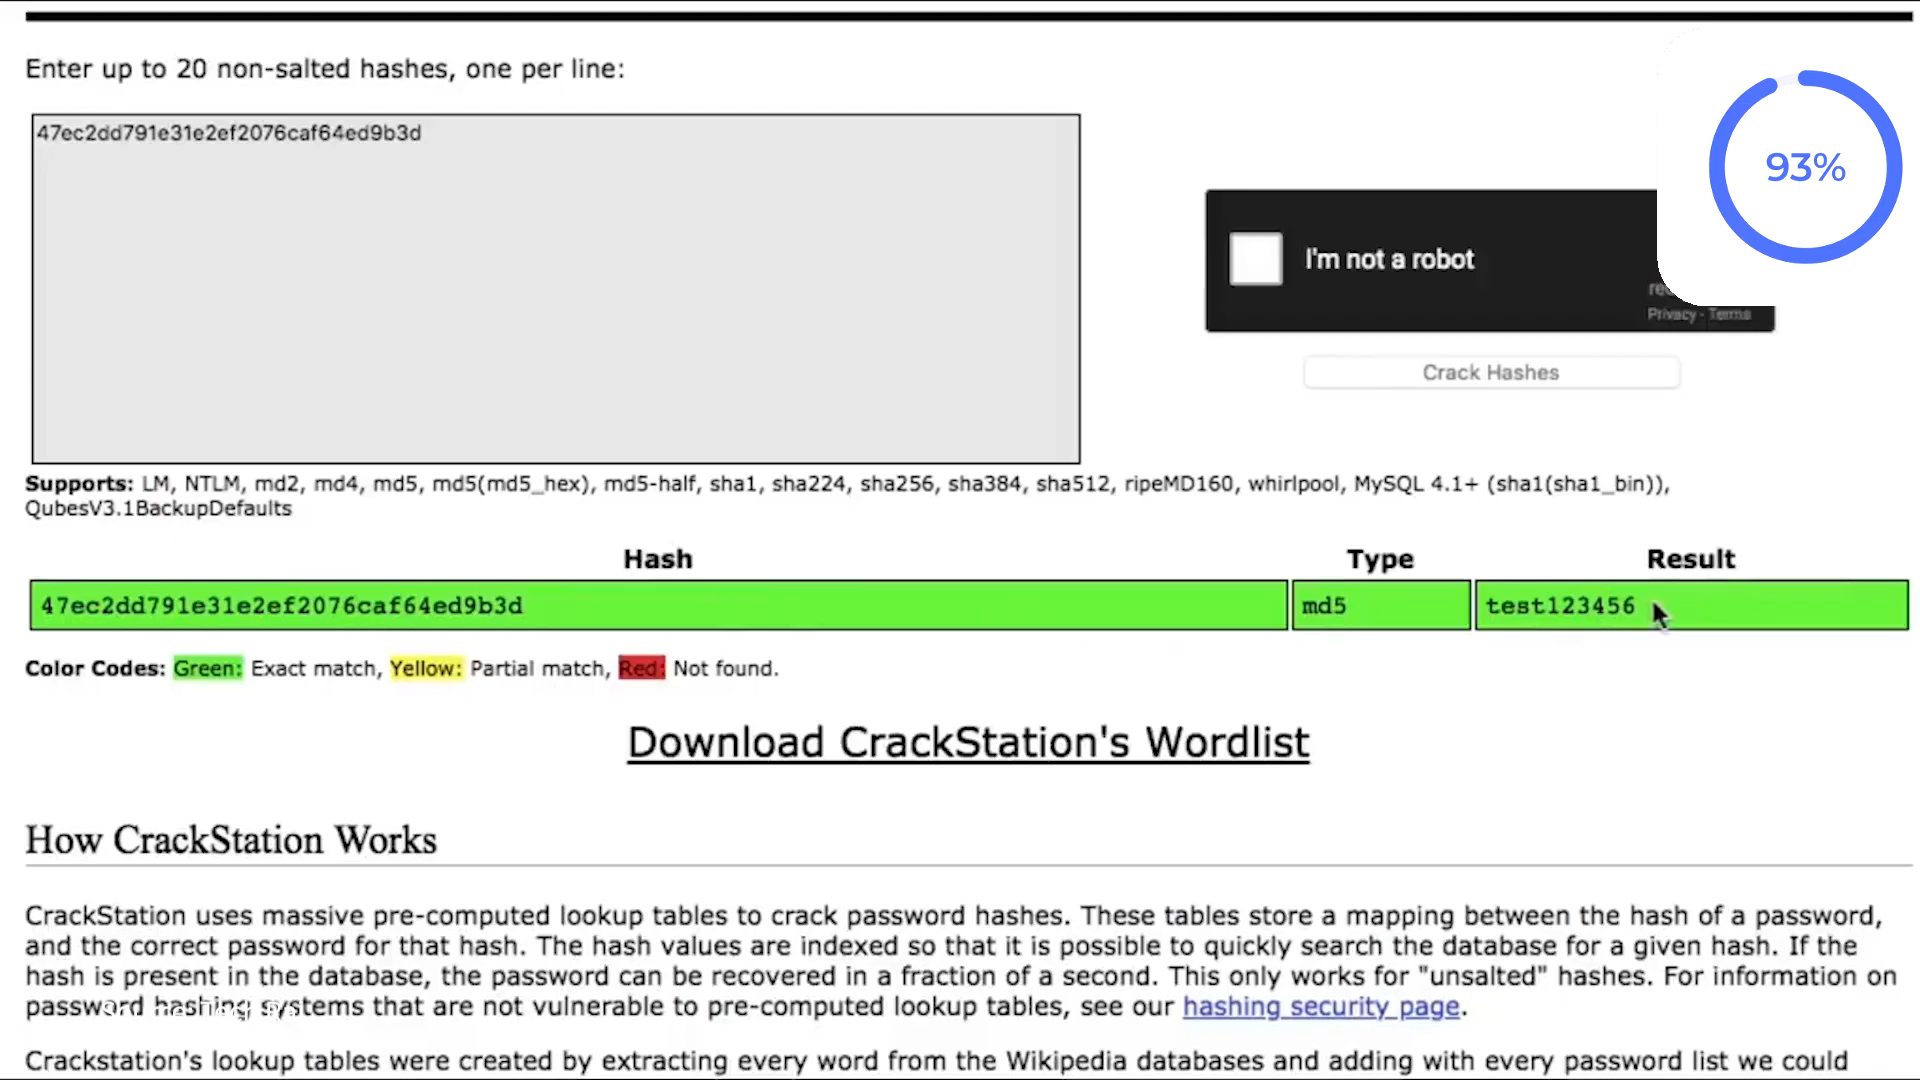 Enter up to 20 non-salted hashes, one per line:
47ec2dd791e31e2ef2076caf64ed9b3d
93%
I'm not a robot
Privacy - Terms
Crack Hashes
Supports: LM, NTLM, md2, md4, md5, md5(md5_hex), md5-half, sha1, sha224, sha256, sha384, sha512, ripeMD160, whirlpool, MySQL 4.1+ (sha1(sha1_bin)),
QubesV3.1BackupDefaults
Hash Type Result
47ec2dd791e31e2ef2076caf64ed9b3d md5 test123456
Color Codes: Green: Exact match, Yellow: Partial match, Red: Not found.
Download CrackStation's Wordlist
How CrackStation Works
CrackStation uses massive pre-computed lookup tables to crack password hashes. These tables store a mapping between the hash of a password,
and the correct password for that hash. The hash values are indexed so that it is possible to quickly search the database for a given hash. If the
hash is present in the database, the password can be recovered in a fraction of a second. This only works for "unsalted" hashes. For information on
password hashing systems that are not vulnerable to pre-computed lookup tables, see our hashing security page.
Crackstation's lookup tables were created by extracting every word from the Wikipedia databases and adding with every password list we could